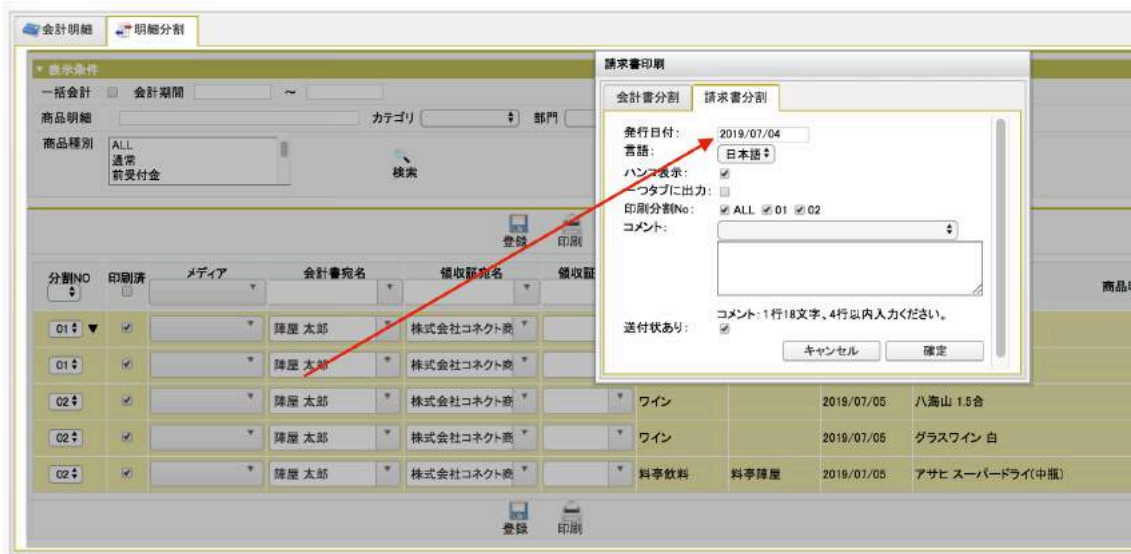 会計明細 明細分割
表示条件
一括会計 会計期間 ~
商品明細 カテゴリ 部門
商品種別 ALL
通常
前受付金
検索
登録 印刷
分割NO 印刷済 メディア 会計書宛名 領収証宛名 領収証
01 ▼ 陣屋 太郎 株式会社コネクト商
01 陣屋 太郎 株式会社コネクト商
02 陣屋 太郎 株式会社コネクト商 ワイン 2019/07/05 八海山 1.5合
02 陣屋 太郎 株式会社コネクト商 ワイン 2019/07/05 グラスワイン 白
02 陣屋 太郎 株式会社コネクト商 料亭飲料 料亭陣屋 2019/07/05 アサヒ スーパードライ(中瓶)
登録 印刷
請求書印刷
会計書分割 請求書分割
発行日付: 2019/07/04
言語: 日本語
ハンコ表示:
一つタブに出力:
印刷分割No: ALL 01 02
コメント:
コメント:1行18文字、4行以内入力ください。
送付状あり:
キャンセル 確定